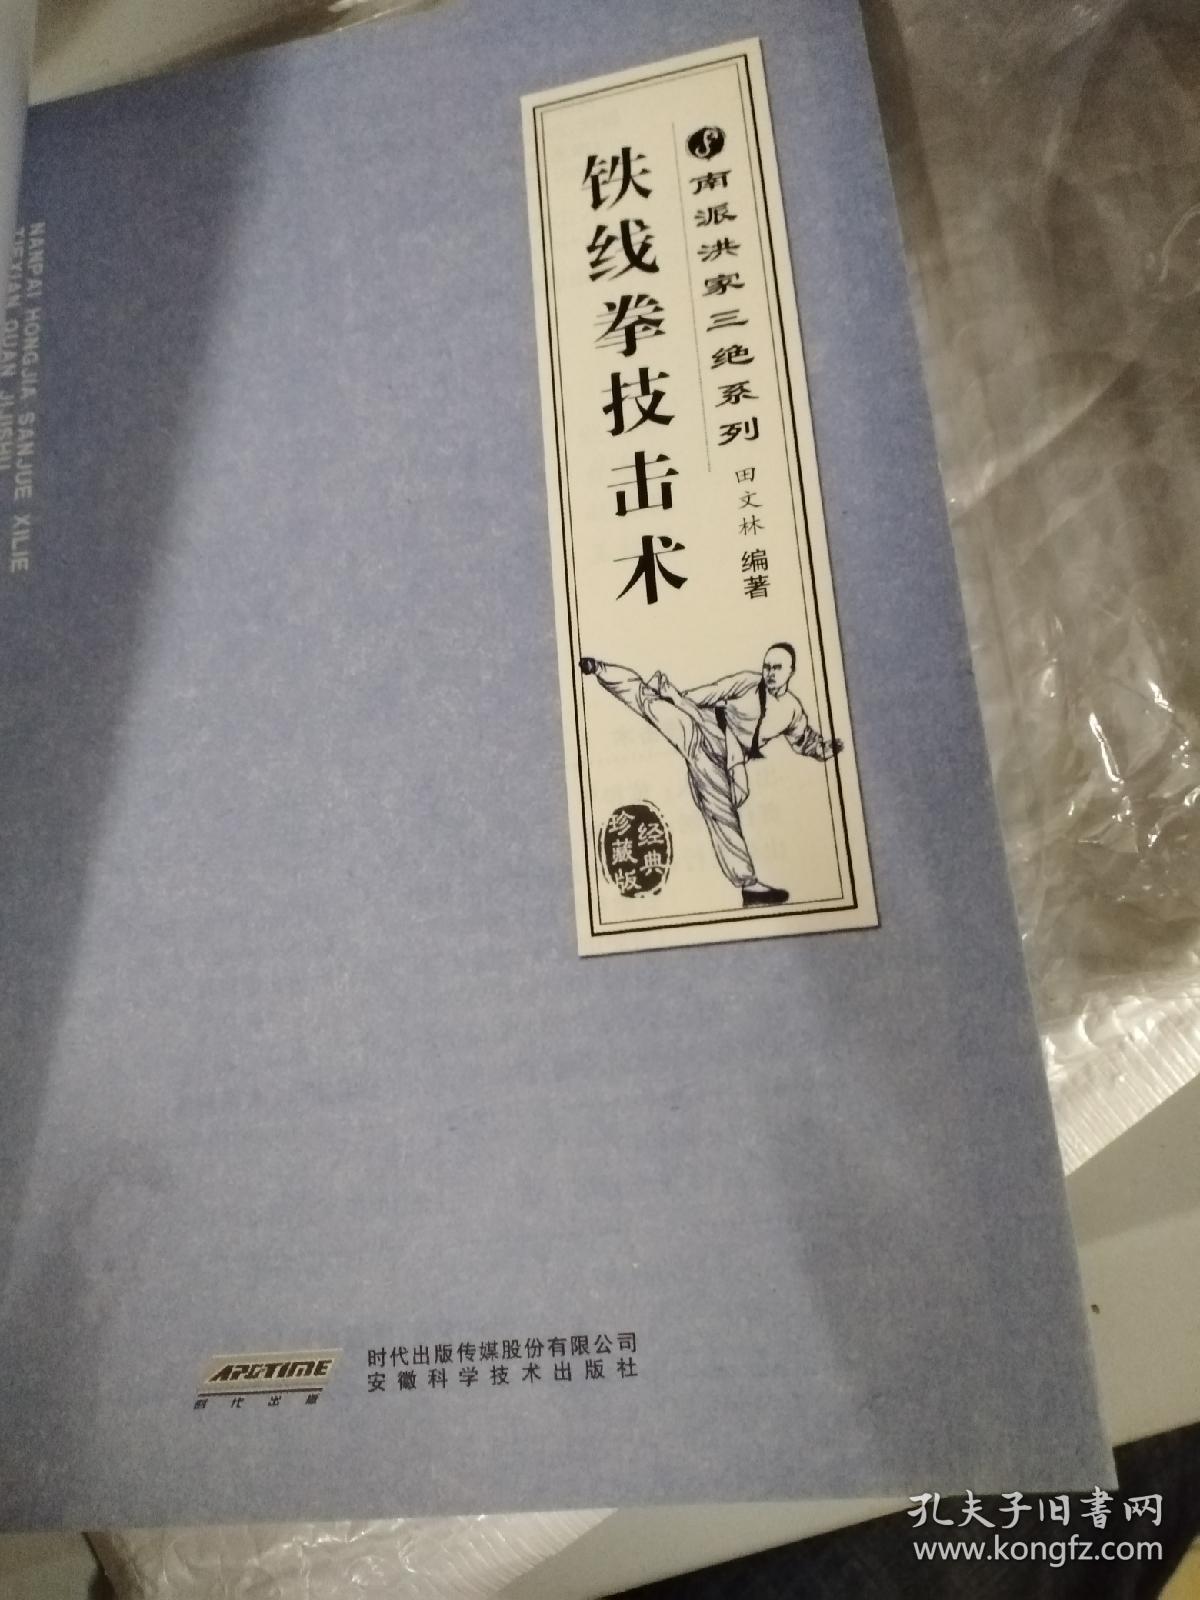 南派洪家三绝系列
铁线拳技击术
田文林 编著
经典
珍藏版
NANPAI HONGJIA SANJUE XILIE
TIEXIAN QUAN JIJISHU
APTIME
时代出版
时代出版传媒股份有限公司
安徽科学技术出版社
孔夫子旧书网
www.kongfz.com